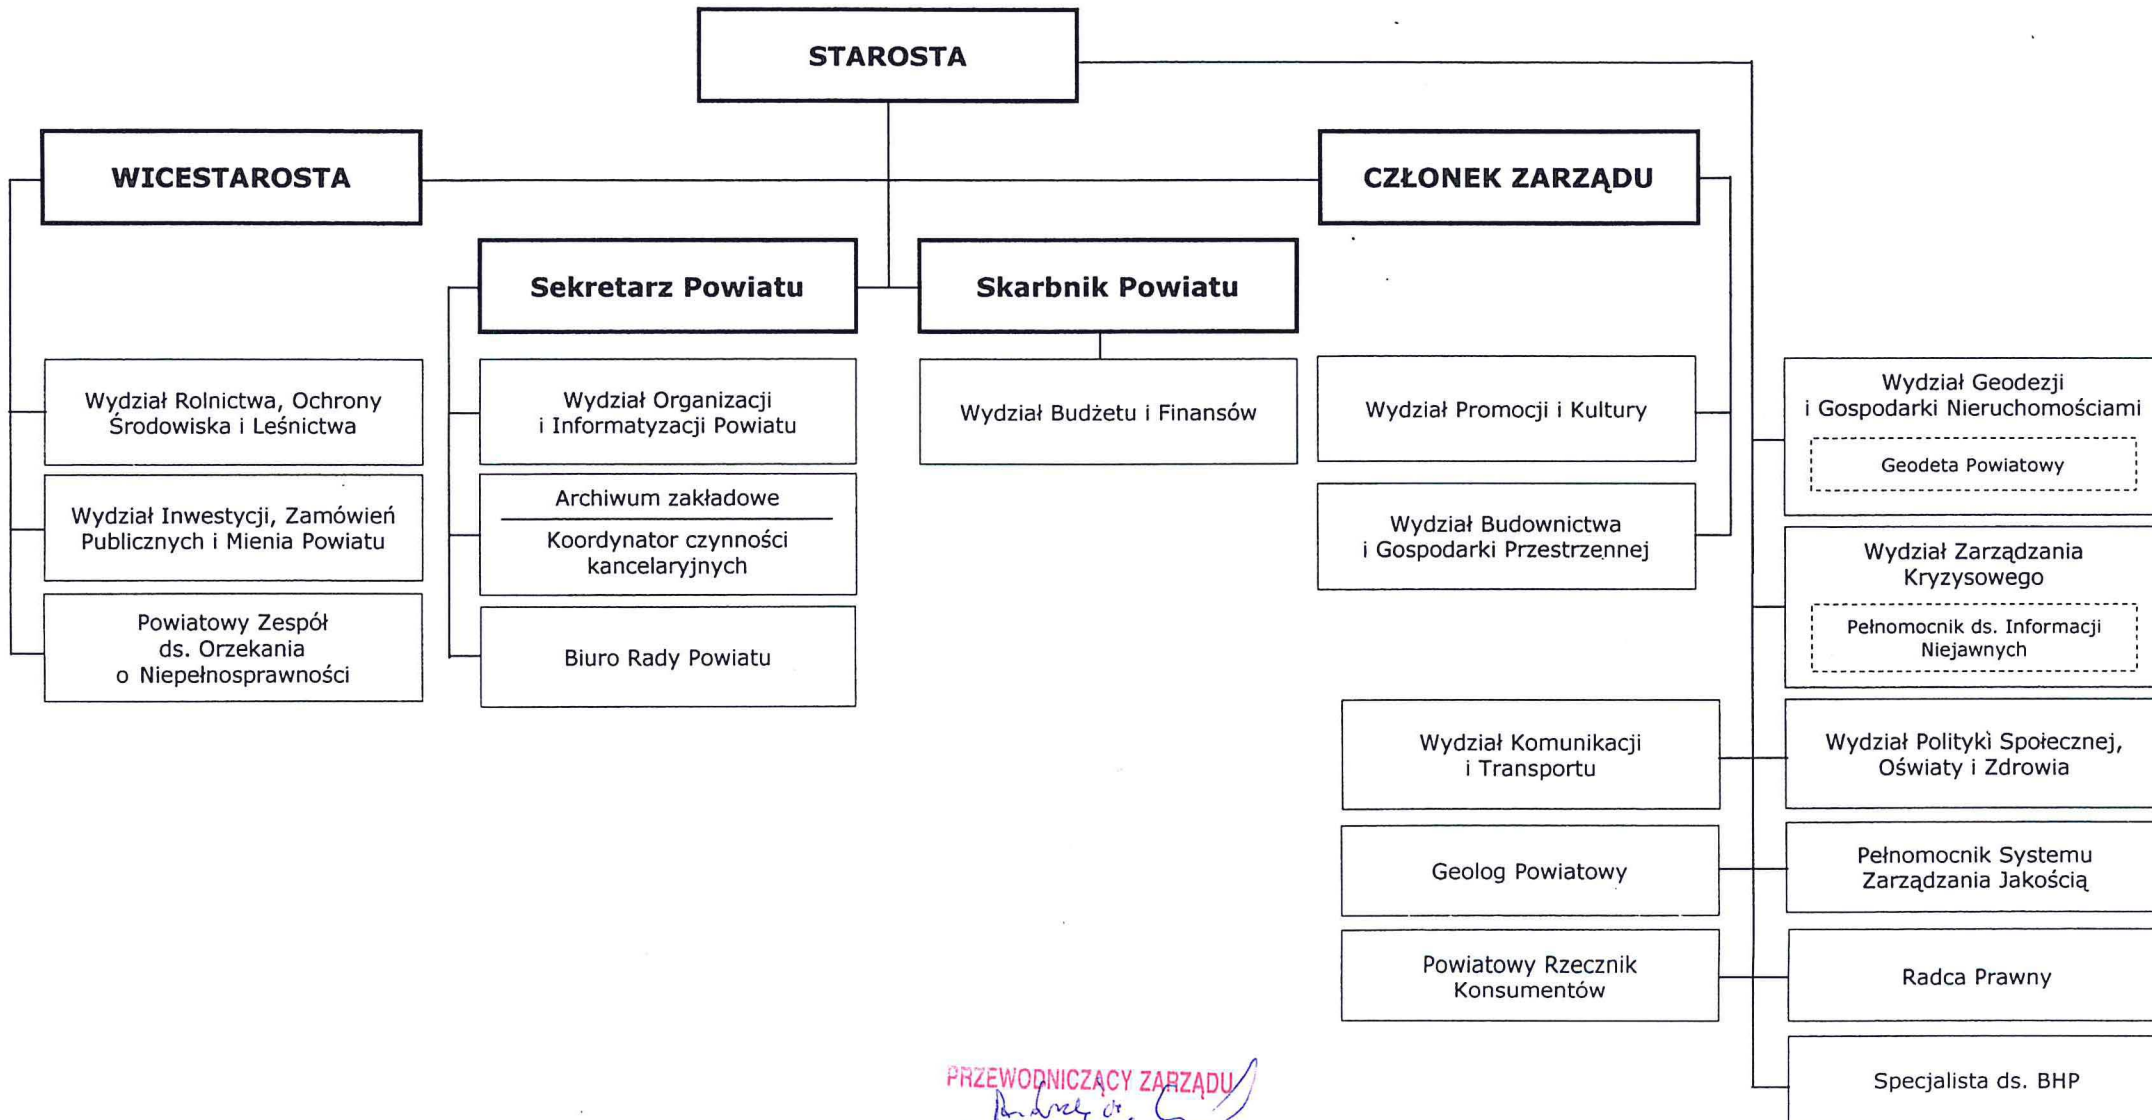 STAROSTA
WICESTAROSTA
CZŁONEK ZARZĄDU
Sekretarz Powiatu
Skarbnik Powiatu
Wydział Rolnictwa, Ochrony
Środowiska i Leśnictwa
Wydział Inwestycji, Zamówień
Publicznych i Mienia Powiatu
Powiatowy Zespół
ds. Orzekania
o Niepełnosprawności
Wydział Organizacji
i Informatyzacji Powiatu
Archiwum zakładowe
Koordynator czynności
kancelaryjnych
Biuro Rady Powiatu
Wydział Budżetu i Finansów
Wydział Promocji i Kultury
Wydział Budownictwa
i Gospodarki Przestrzennej
Wydział Geodezji
i Gospodarki Nieruchomościami
Geodeta Powiatowy
Wydział Zarządzania
Kryzysowego
Pełnomocnik ds. Informacji
Niejawnych
Wydział Komunikacji
i Transportu
Wydział Polityki Społecznej,
Oświaty i Zdrowia
Geolog Powiatowy
Pełnomocnik Systemu
Zarządzania Jakością
Powiatowy Rzecznik
Konsumentów
Radca Prawny
Specjalista ds. BHP
PRZEWODNICZĄCY ZARZĄDU